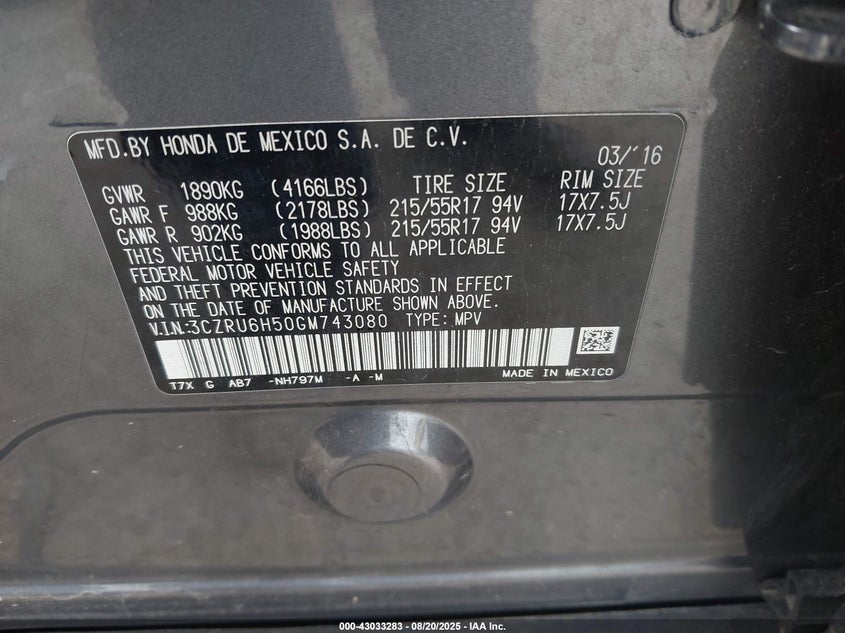 MFD.BY HONDA DE MEXICO S.A. DE C.V.
03/'16
GVWR 1890KG (4166LBS) TIRE SIZE RIM SIZE
GAWR F 988KG (2178LBS) 215/55R17 94V 17X7.5J
GAWR R 902KG (1988LBS) 215/55R17 94V 17X7.5J
THIS VEHICLE CONFORMS TO ALL APPLICABLE
FEDERAL MOTOR VEHICLE SAFETY
AND THEFT PREVENTION STANDARDS IN EFFECT
ON THE DATE OF MANUFACTURE SHOWN ABOVE.
V.I.N:3CZRU6H50GM743080 TYPE: MPV
T7X G AB7 -NH797M -A -M MADE IN MEXICO
000-43033283 - 08/20/2025 - IAA Inc.